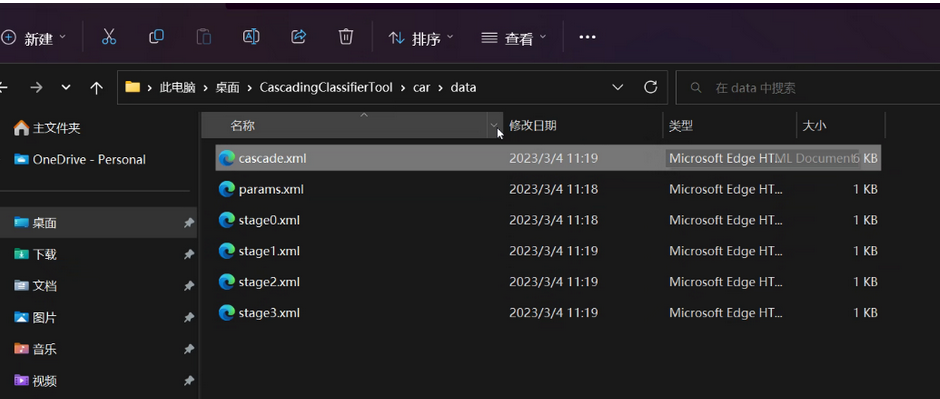 新建 排序 查看 ...
此电脑 > 桌面 > CascadingClassifierTool > car > data 在 data 中搜索
名称 修改日期 类型 大小
主文件夹
OneDrive - Personal
桌面
下载
文档
图片
音乐
视频
cascade.xml 2023/3/4 11:19 Microsoft Edge HTML Document 6 KB
params.xml 2023/3/4 11:18 Microsoft Edge HT... 1 KB
stage0.xml 2023/3/4 11:18 Microsoft Edge HT... 1 KB
stage1.xml 2023/3/4 11:19 Microsoft Edge HT... 1 KB
stage2.xml 2023/3/4 11:19 Microsoft Edge HT... 1 KB
stage3.xml 2023/3/4 11:19 Microsoft Edge HT... 1 KB